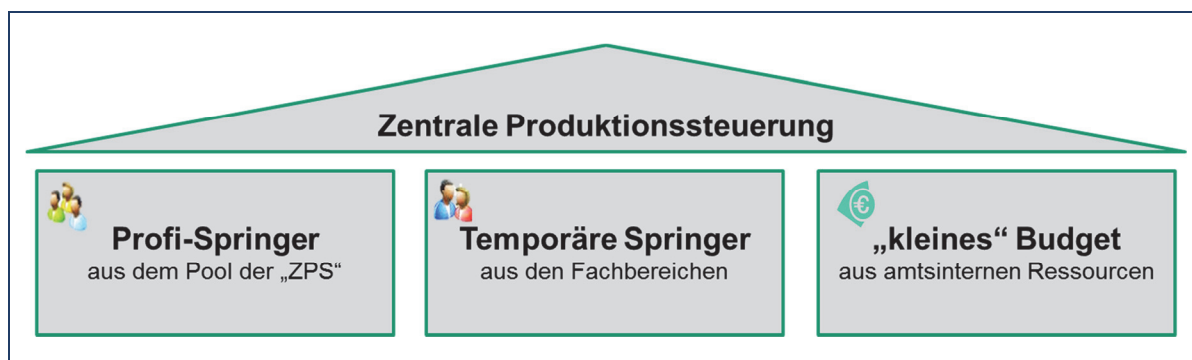 Zentrale Produktionssteuerung
Profi-Springer
aus dem Pool der „ZPS“
Temporäre Springer
aus den Fachbereichen
€
„kleines“ Budget
aus amtsinternen Ressourcen